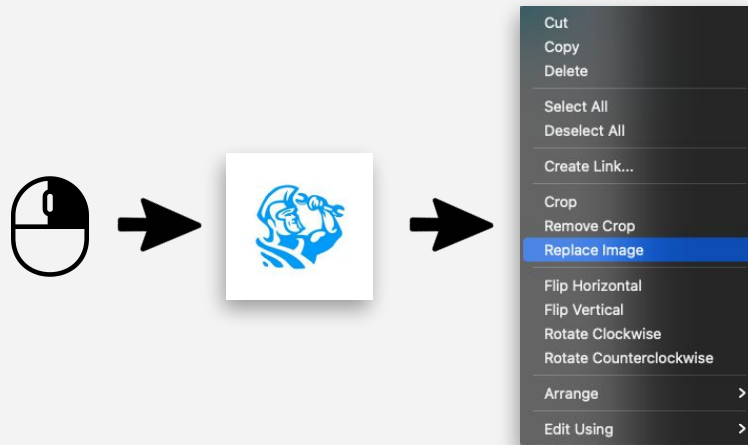 Cut
Copy
Delete
Select All
Deselect All
Create Link...
Crop
Remove Crop
Replace Image
Flip Horizontal
Flip Vertical
Rotate Clockwise
Rotate Counterclockwise
Arrange
Edit Using